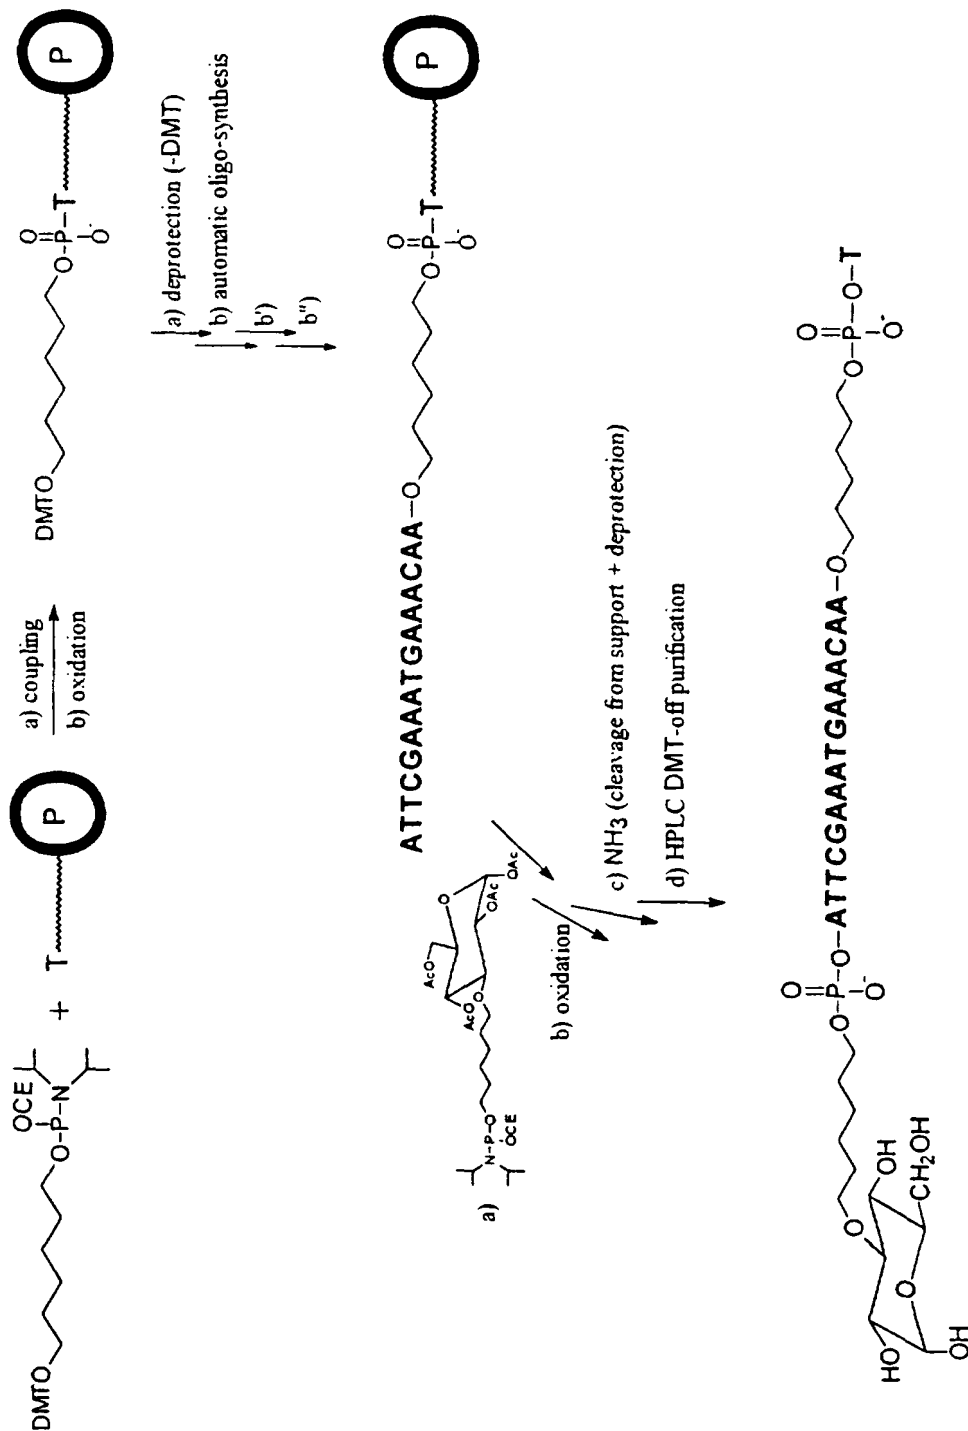 DMTO
O-P-N
OCE
+
T
P
a) coupling
b) oxidation
DMTO
O
O-P-T
O-
P
a) deprotection (-DMT)
b) automatic oligo-synthesis
b')
b")
a)
N-P-O
OCE
AcO
AcO
O
O
OAc
OAc
ATTCGAAATGAAACAA-O
O
O-P-T
O-
P
b) oxidation
c) NH3 (cleavage from support + deprotection)
d) HPLC DMT-off purification
HO
OH
O
O
OH
CH2OH
O
O-P-O-ATTCGAAATGAAACAA-O
O-
O
O-P-O-T
O-